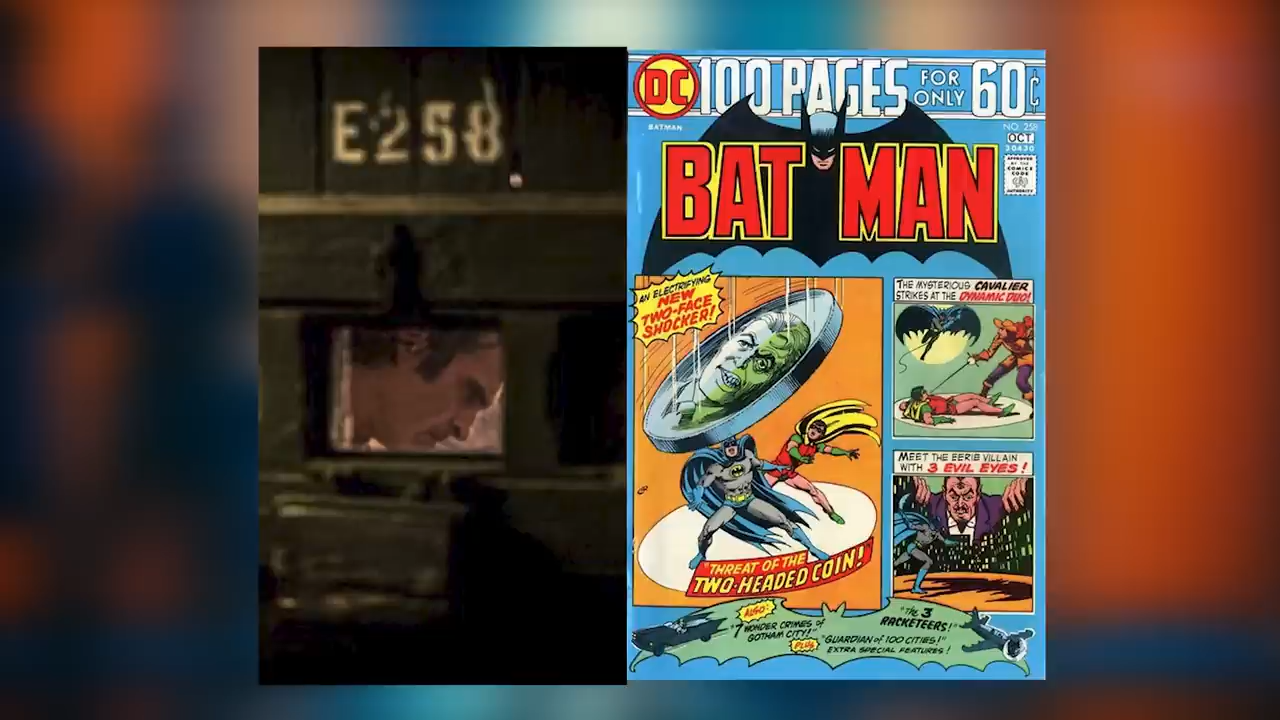 E258
DC
100 PAGES FOR ONLY 60¢
BATMAN
NO. 258
OCT.
30430
APPROVED
BY THE
COMICS
CODE
AUTHORITY
BATMAN
AN ELECTRIFYING
NEW
TWO-FACE
SHOCKER!
THE MYSTERIOUS CAVALIER
STRIKES AT THE DYNAMIC DUO!
MEET THE EERIE VILLAIN
WITH 3 EVIL EYES!
"THREAT OF THE
TWO-HEADED COIN!"
ALSO:
"7 WONDER CRIMES OF
GOTHAM CITY!"
PLUS
"THE 3
RACKETEERS!"
"GUARDIAN of 100 CITIES!"
EXTRA SPECIAL FEATURES!